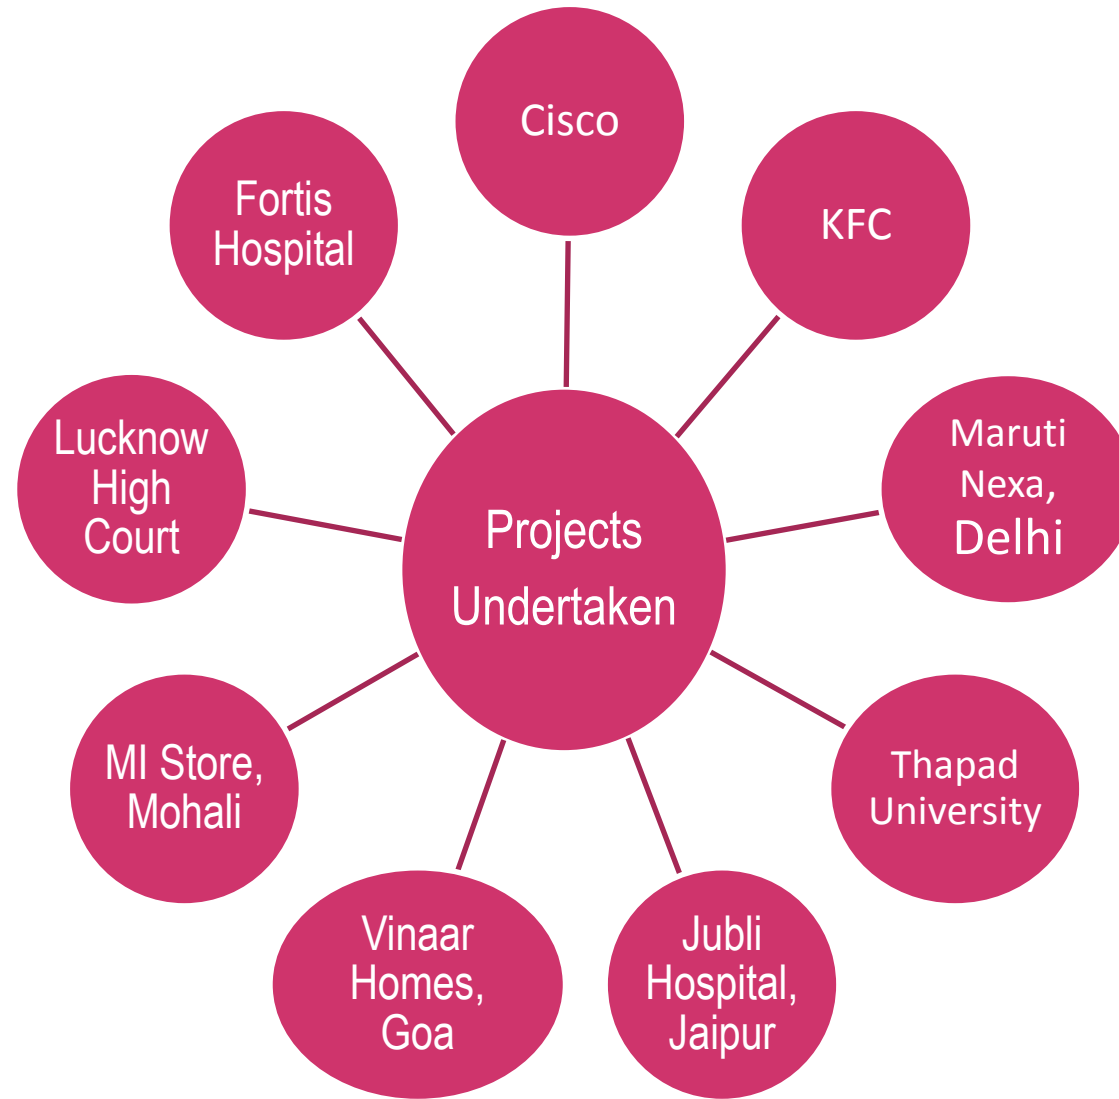 Cisco
KFC
Maruti
Nexa,
Delhi
Thapad
University
Jubli
Hospital,
Jaipur
Vinaar
Homes,
Goa
MI Store,
Mohali
Lucknow
High
Court
Fortis
Hospital
Projects
Undertaken